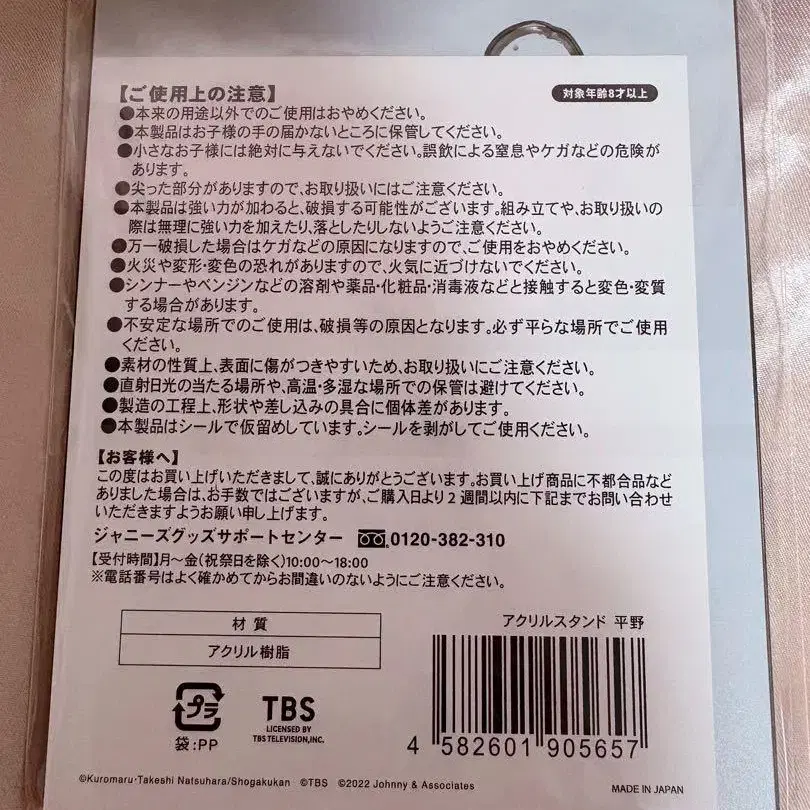 【ご使用上の注意】
対象年齢8才以上
●本来の用途以外でのご使用はおやめください。
●本製品はお子様の手の届かないところに保管してください。
●小さなお子様には絶対に与えないでください。誤飲による窒息やケガなどの危険が
あります。
●尖った部分がありますので、お取り扱いにはご注意ください。
●本製品は強い力が加わると、破損する可能性がございます。組み立てや、お取り扱いの
際は無理に強い力を加えたり、落としたりしないようご注意ください。
●万一破損した場合はケガなどの原因になりますので、ご使用をおやめください。
●火災や変形・変色の恐れがありますので、火気に近づけないでください。
●シンナーやベンジンなどの溶剤や薬品・化粧品・消毒液などと接触すると変色・変質
する場合があります。
●不安定な場所でのご使用は、破損等の原因となります。必ず平らな場所でご使用
ください。
●素材の性質上、表面に傷がつきやすいため、お取り扱いにご注意ください。
●直射日光の当たる場所や、高温・多湿な場所での保管は避けてください。
●製造の工程上、形状や差し込みの具合に個体差があります。
●本製品はシールで仮留めしています。シールを剥がしてご使用ください。
【お客様へ】
この度はお買い上げいただきまして、誠にありがとうございます。お買い上げ商品に不都合品など
ありました場合は、お手数ではございますが、ご購入日より2週間以内に下記までお問い合わせ
いただきますようお願い申し上げます。
ジャニーズグッズサポートセンター 0120-382-310
【受付時間】月〜金(祝祭日を除く)10:00〜18:00
※電話番号はよく確かめてからお間違いのないようにご注意ください。
材質
アクリル樹脂
アクリルスタンド 平野
プラ
袋:PP
TBS
LICENSED BY
TBS TELEVISION,INC.
4 582601 905657
©Kuromaru・Takeshi Natsuhara/Shogakukan ©TBS ©2022 Johnny & Associates
MADE IN JAPAN